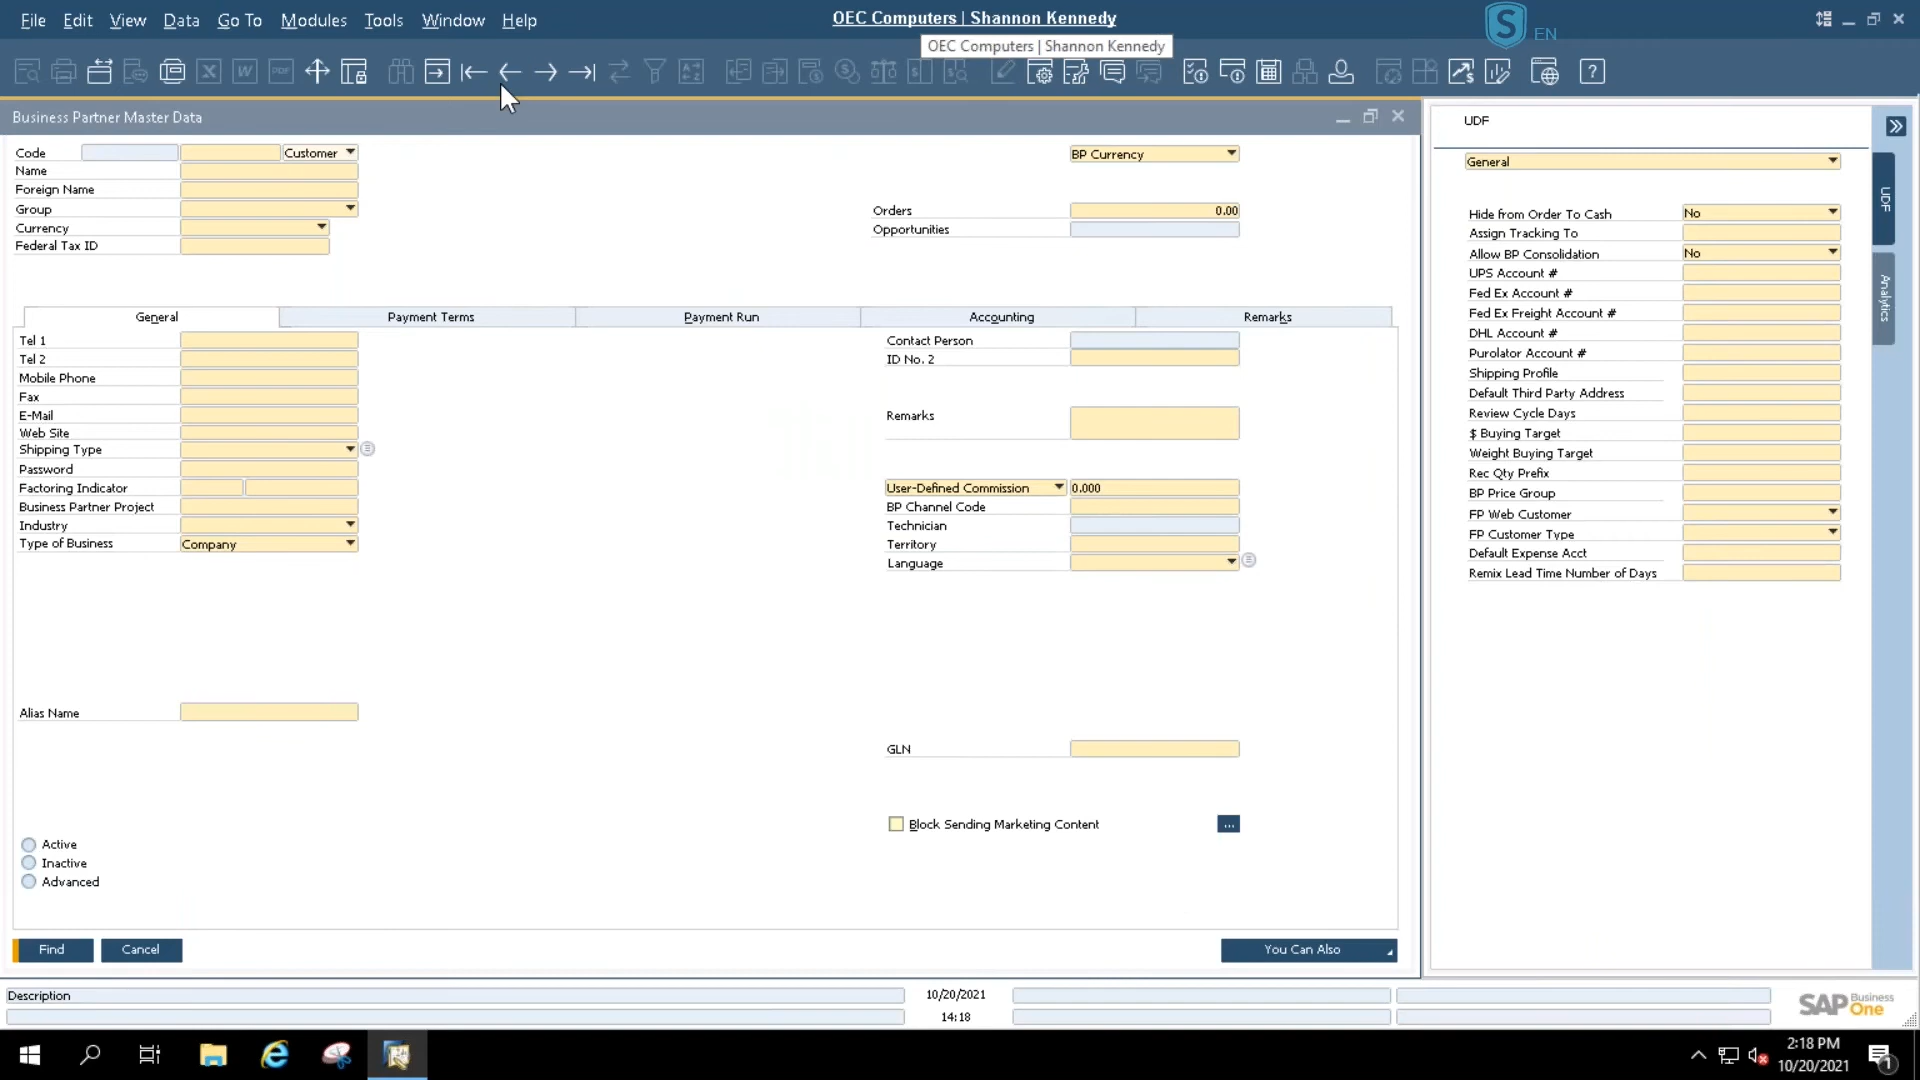 File Edit View Data Go To Modules Tools Window Help
OEC Computers | Shannon Kennedy
S EN
OEC Computers | Shannon Kennedy
Business Partner Master Data
Code Customer BP Currency
Name
Foreign Name
Group Orders 0.00
Currency Opportunities
Federal Tax ID
General Payment Terms Payment Run Accounting Remarks
Tel 1 Contact Person
Tel 2 ID No. 2
Mobile Phone
Fax
E-Mail Remarks
Web Site
Shipping Type
Password
Factoring Indicator User-Defined Commission 0.000
Business Partner Project BP Channel Code
Industry Technician
Type of Business Company Territory
Language
Alias Name
GLN
Block Sending Marketing Content ...
Active
Inactive
Advanced
Find Cancel You Can Also
UDF
General
Hide from Order To Cash No
Assign Tracking To
Allow BP Consolidation No
UPS Account #
Fed Ex Account #
Fed Ex Freight Account #
DHL Account #
Purolator Account #
Shipping Profile
Default Third Party Address
Review Cycle Days
$ Buying Target
Weight Buying Target
Rec Qty Prefix
BP Price Group
FP Web Customer
FP Customer Type
Default Expense Acct
Remix Lead Time Number of Days
UDF
Analytics
Description 10/20/2021
14:18
SAP Business One
2:18 PM
10/20/2021
1